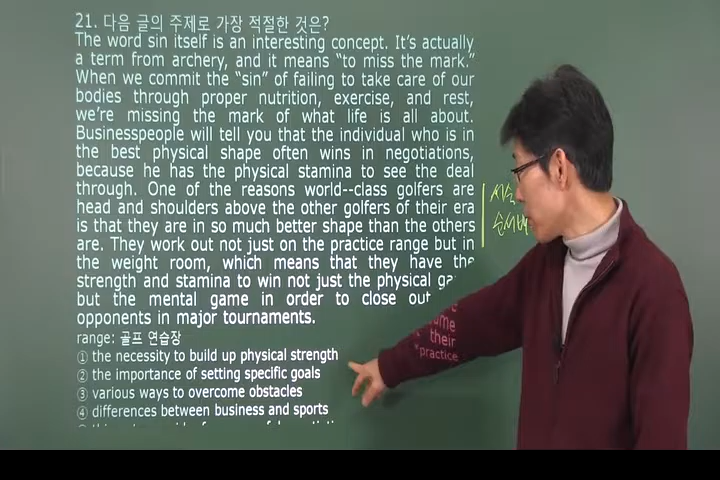 21. 다음 글의 주제로 가장 적절한 것은?
The word sin itself is an interesting concept. It's actually
a term from archery, and it means "to miss the mark."
When we commit the "sin" of failing to take care of our
bodies through proper nutrition, exercise, and rest,
we're missing the mark of what life is all about.
Businesspeople will tell you that the individual who is in
the best physical shape often wins in negotiations,
because he has the physical stamina to see the deal
through. One of the reasons world--class golfers are
head and shoulders above the other golfers of their era
is that they are in so much better shape than the others
are. They work out not just on the practice range but in
the weight room, which means that they have the
strength and stamina to win not just the physical
but the mental game in order to close out
opponents in major tournaments.
range: 골프 연습장
① the necessity to build up physical strength
② the importance of setting specific goals
③ various ways to overcome obstacles
④ differences between business and sports
their
*practice